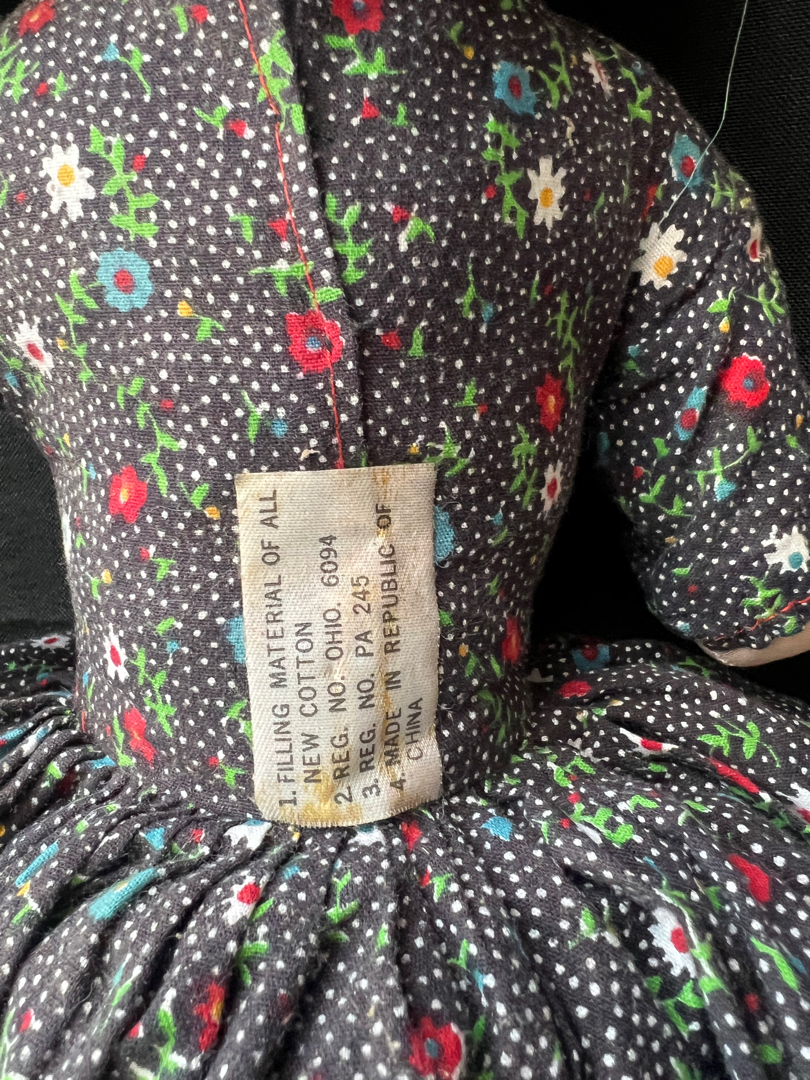 1. FILLING MATERIAL OF ALL
NEW COTTON
2. REG. NO. OHIO. 6094
3. REG. NO. PA 245
4. MADE IN REPUBLIC OF
CHINA